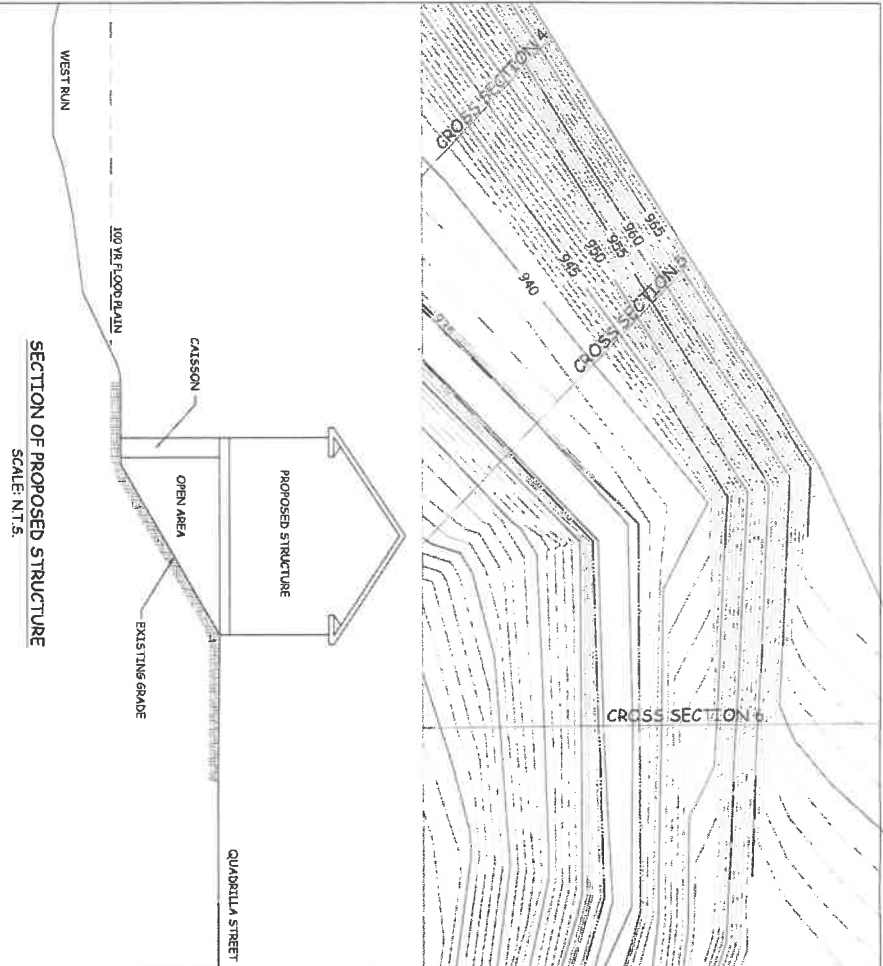 CROSS SECTION 4
965
960
955
950
945
940
935
CROSS SECTION 5
CROSS SECTION 6
WEST RUN
100 YR FLOOD PLAIN
CAISSON
OPEN AREA
PROPOSED STRUCTURE
EXISTING GRADE
QUADRILLA STREET
SECTION OF PROPOSED STRUCTURE
SCALE: N.T.S.